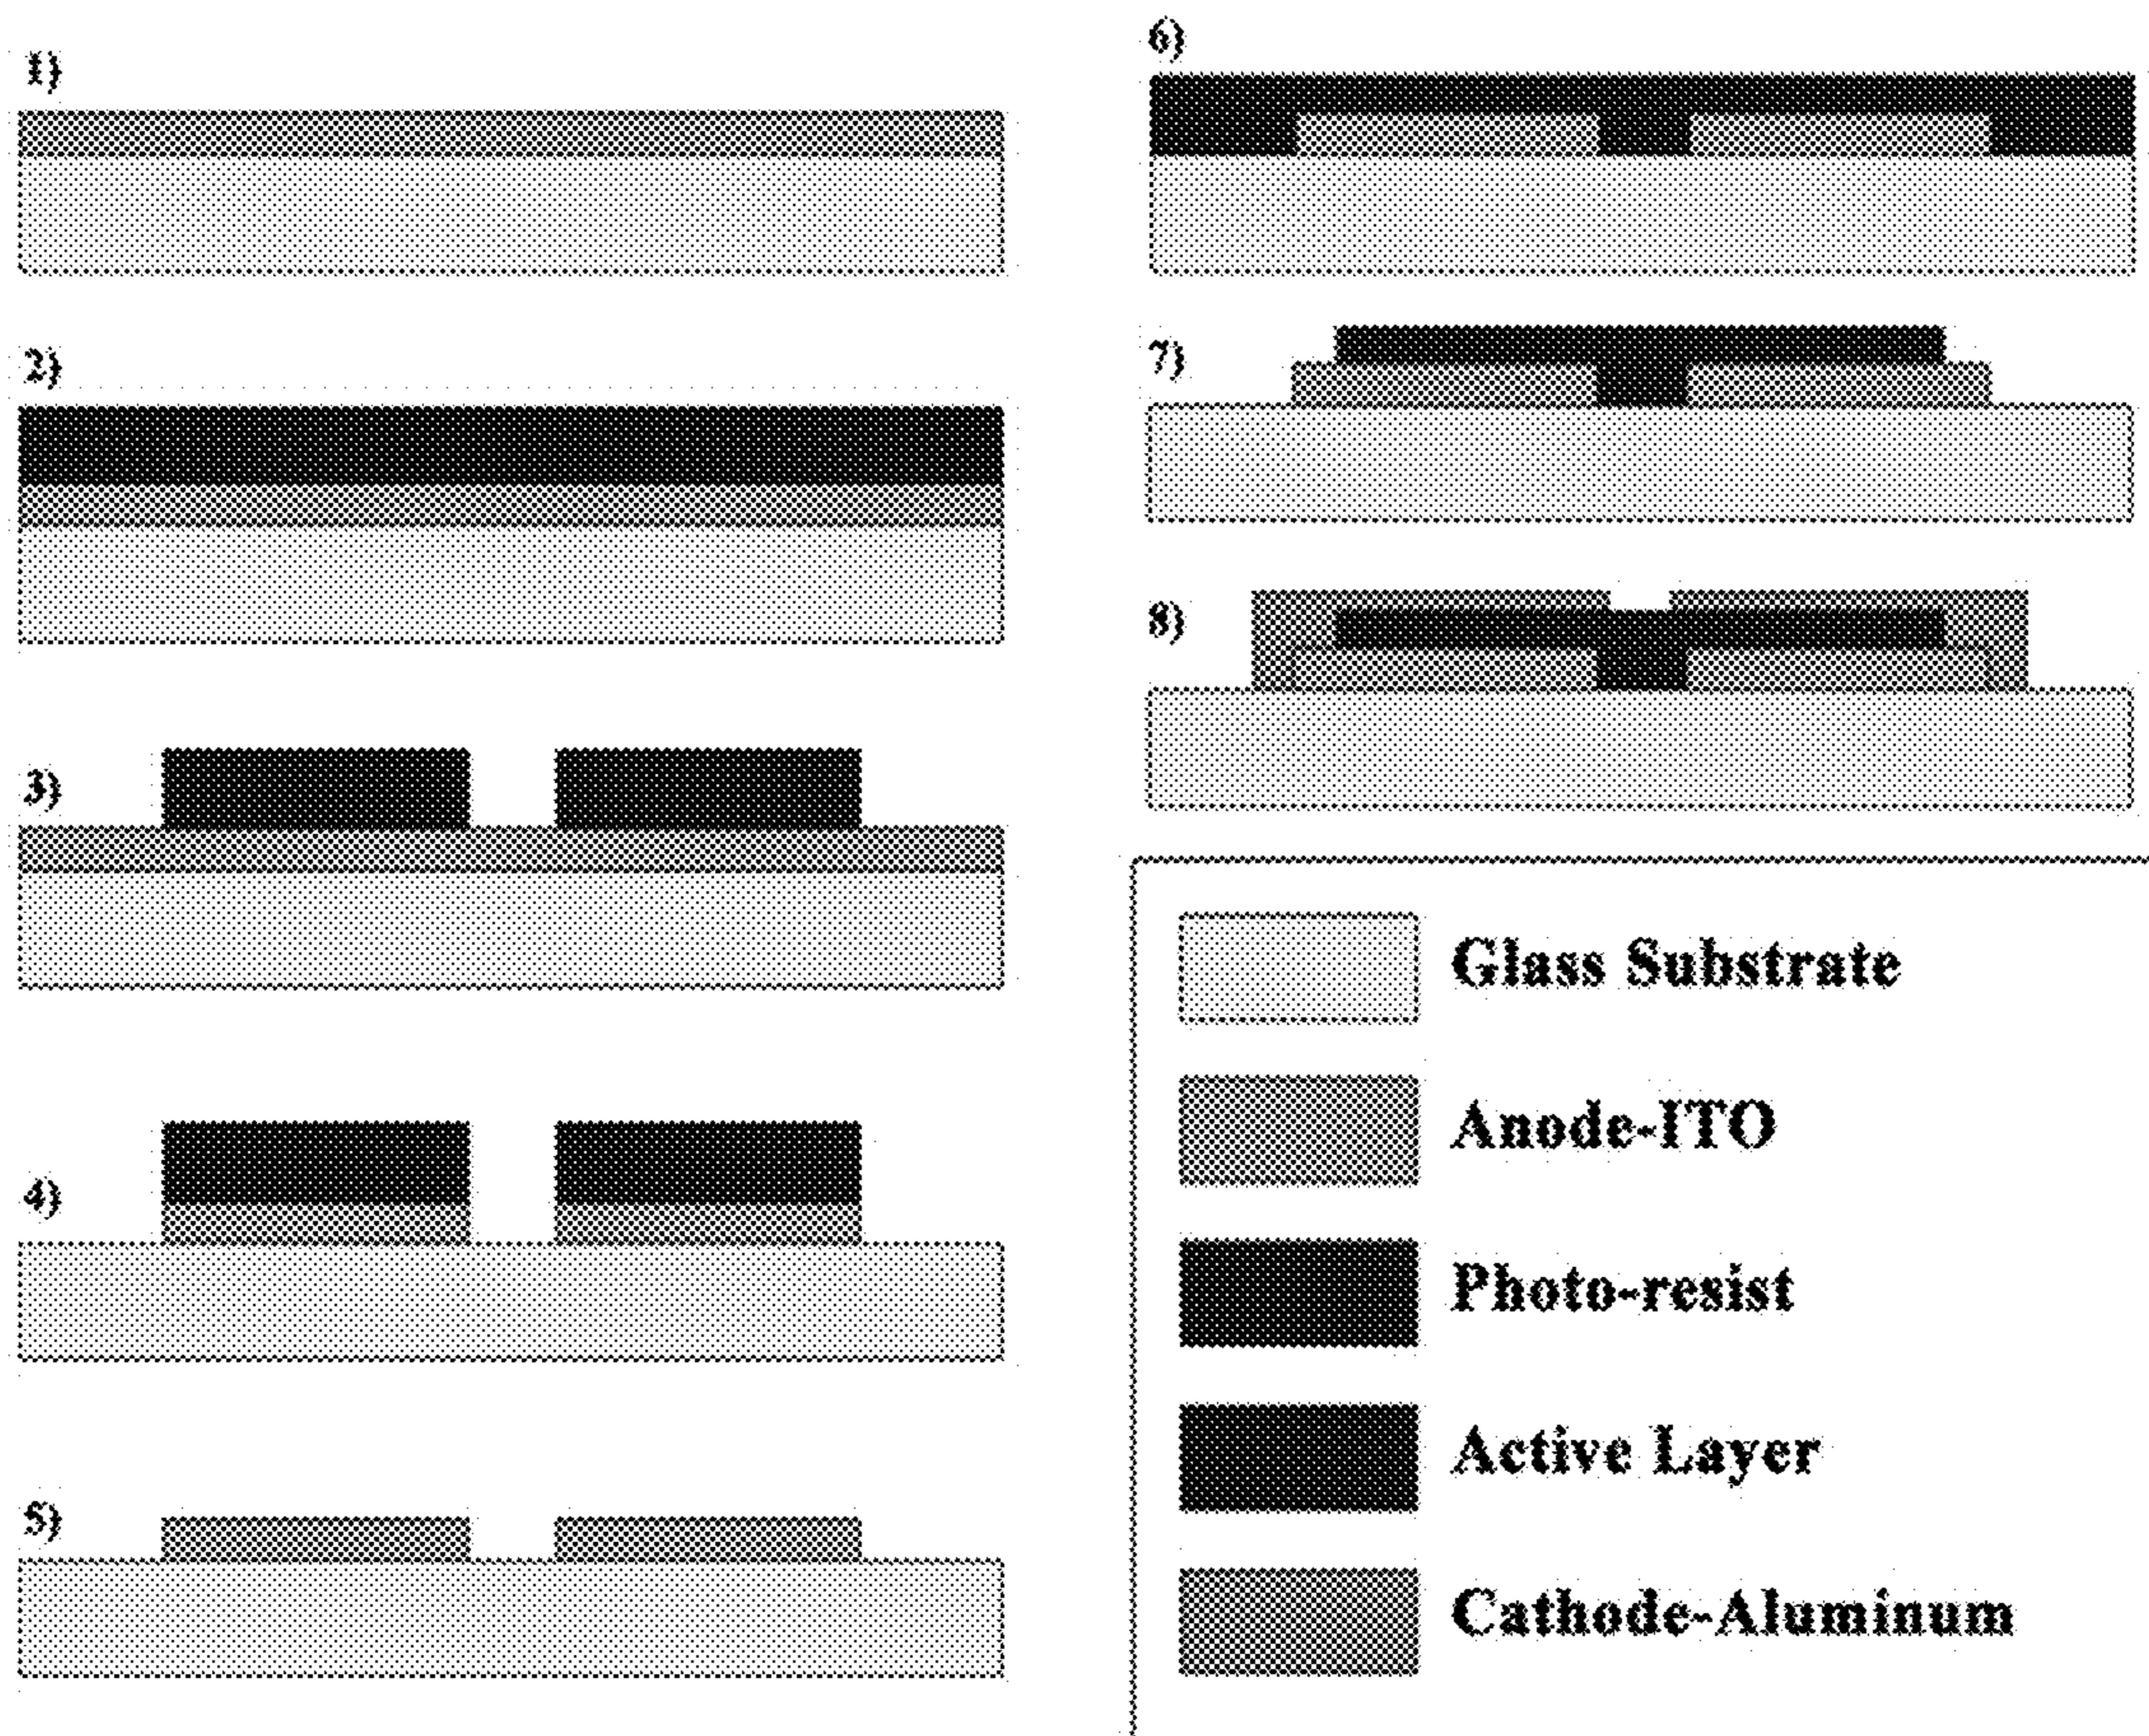 1)
2)
3)
4)
5)
6)
7)
8)
Glass Substrate
Anode-ITO
Photo-resist
Active Layer
Cathode-Aluminum